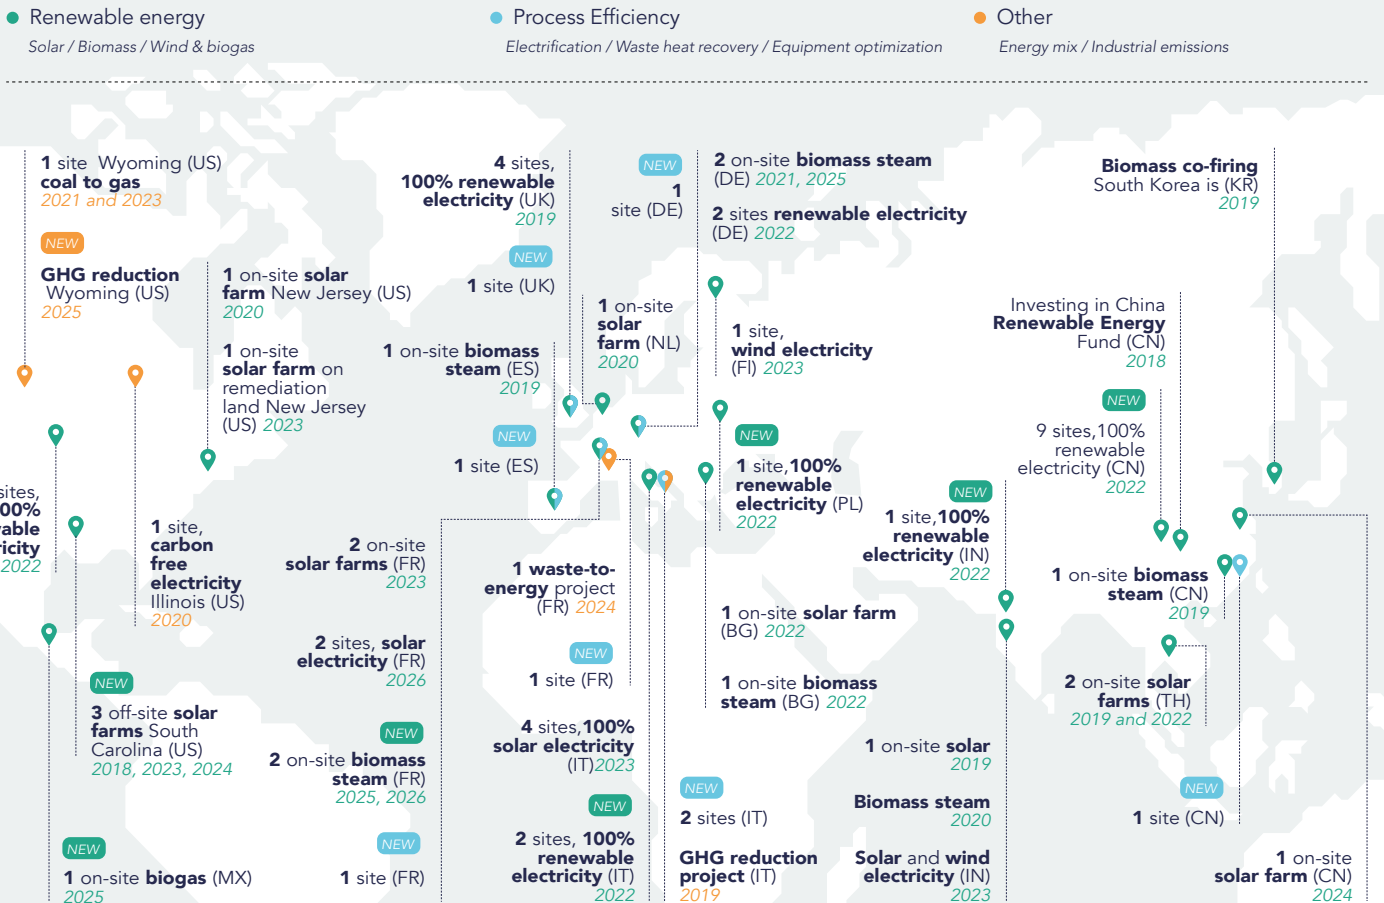 Renewable energy
Solar / Biomass / Wind & biogas
Process Efficiency
Electrification / Waste heat recovery / Equipment optimization
Other
Energy mix / Industrial emissions
1 site Wyoming (US)
coal to gas
2021 and 2023
NEW
GHG reduction
Wyoming (US)
2025
1 on-site solar
farm New Jersey (US)
2020
1 on-site
solar farm on
remediation
land New Jersey
(US) 2023
4 sites,
100% renewable
electricity (UK)
2019
NEW
1 site (UK)
1 on-site biomass
steam (ES)
2019
NEW
1 site (ES)
NEW
1
site (DE)
2 on-site biomass steam
(DE) 2021, 2025
2 sites renewable electricity
(DE) 2022
1 on-site
solar
farm (NL)
2020
1 site,
wind electricity
(FI) 2023
NEW
1 site,100%
renewable
electricity (PL)
2022
Biomass co-firing
South Korea is (KR)
2019
Investing in China
Renewable Energy
Fund (CN)
2018
NEW
9 sites,100%
renewable
electricity (CN)
2022
NEW
1 site,100%
renewable
electricity (IN)
2022
1 on-site biomass
steam (CN)
2019
2 on-site solar
farms (TH)
2019 and 2022
NEW
1 site (CN)
1 on-site
solar farm (CN)
2024
sites,
00%
vable
ricity
2022
1 site,
carbon
free
electricity
Illinois (US)
2020
NEW
3 off-site solar
farms South
Carolina (US)
2018, 2023, 2024
NEW
1 on-site biogas (MX)
2025
2 on-site
solar farms (FR)
2023
2 sites, solar
electricity (FR)
2026
NEW
2 on-site biomass
steam (FR)
2025, 2026
NEW
1 site (FR)
1 waste-to-
energy project
(FR) 2024
NEW
1 site (FR)
4 sites,100%
solar electricity
(IT)2023
NEW
2 sites, 100%
renewable
electricity (IT)
2022
NEW
2 sites (IT)
GHG reduction
project (IT)
2019
1 on-site solar farm
(BG) 2022
1 on-site biomass
steam (BG) 2022
1 on-site solar
2019
Biomass steam
2020
Solar and wind
electricity (IN)
2023